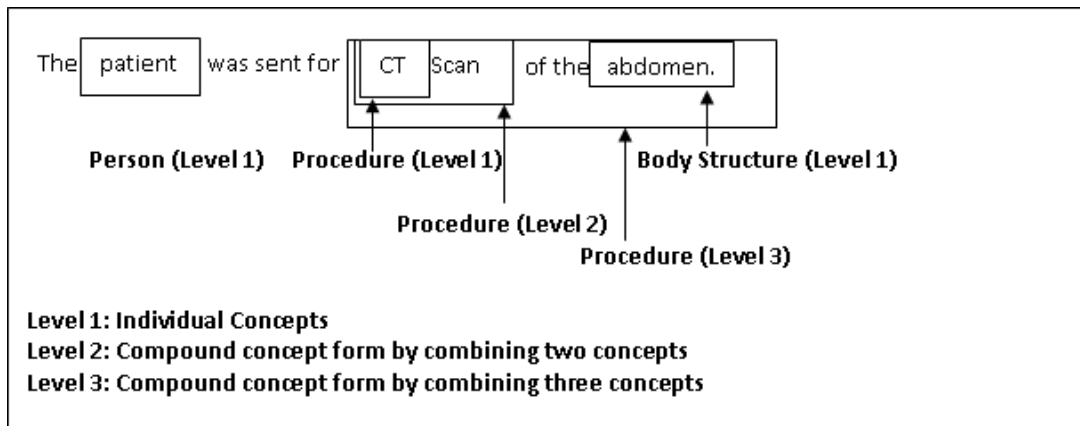 The patient was sent for CT Scan of the abdomen.
Person (Level 1) Procedure (Level 1) Body Structure (Level 1)
Procedure (Level 2)
Procedure (Level 3)
Level 1: Individual Concepts
Level 2: Compound concept form by combining two concepts
Level 3: Compound concept form by combining three concepts